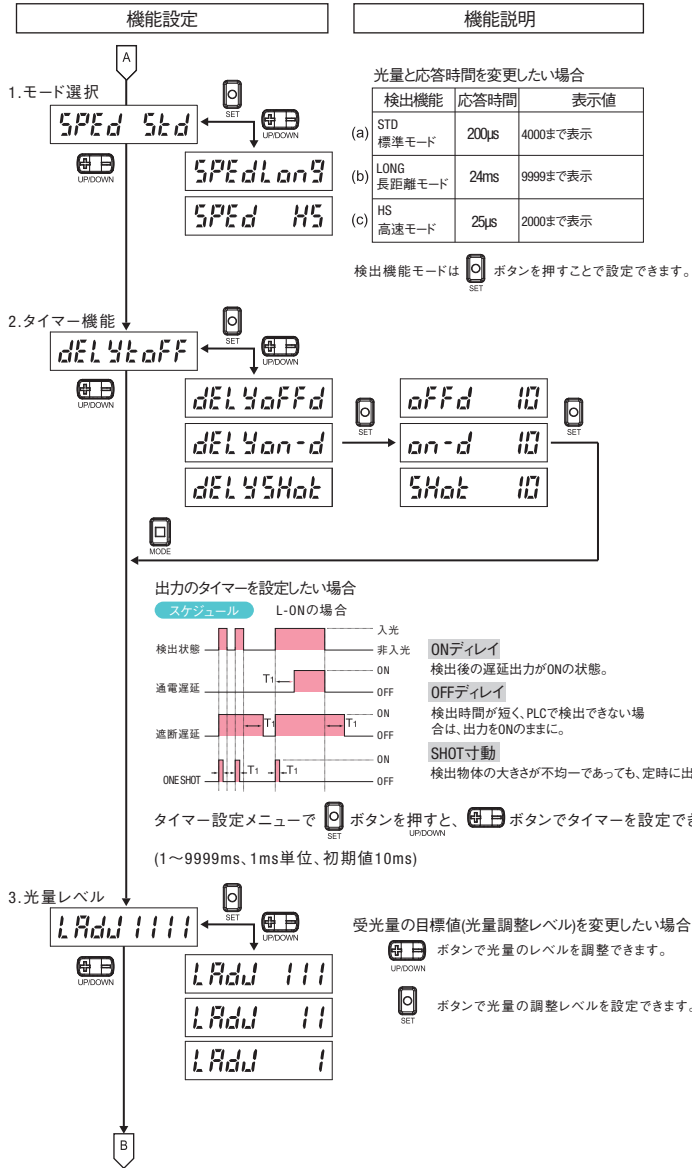 機能設定
機能説明
A
1.モード選択
SPEd Std
SET
UP/DOWN
UP/DOWN
SPEdLong
SPEd HS
光量と応答時間を変更したい場合
検出機能 応答時間 表示値
(a) STD 標準モード 200µs 4000まで表示
(b) LONG 長距離モード 24ms 9999まで表示
(c) HS 高速モード 25µs 2000まで表示
検出機能モードは ボタンを押すことで設定できます。
SET
2.タイマー機能
dELYtoFF
SET
UP/DOWN
UP/DOWN
dELYoFFd
dELYon-d
dELYSHot
SET
oFFd 10
on-d 10
SHot 10
SET
MODE
出力のタイマーを設定したい場合
スケジュール L-ONの場合
検出状態 入光 非入光
通電遅延 T1 ON OFF
遮断遅延 T1 T1 ON OFF
ONE SHOT T1 T1 ON OFF
ONディレイ
検出後の遅延出力がONの状態。
OFFディレイ
検出時間が短く、PLCで検出できない場
合は、出力をONのままに。
SHOT寸動
検出物体の大きさが不均一であっても、定時に出
タイマー設定メニューで ボタンを押すと、 ボタンでタイマーを設定でき
SET UP/DOWN
(1～9999ms、1ms単位、初期値10ms)
3.光量レベル
LAdJ 1111
SET
UP/DOWN
UP/DOWN
LAdJ 111
LAdJ 11
LAdJ 1
受光量の目標値(光量調整レベル)を変更したい場合
ボタンで光量のレベルを調整できます。
UP/DOWN
ボタンで光量の調整レベルを設定できます。
SET
B